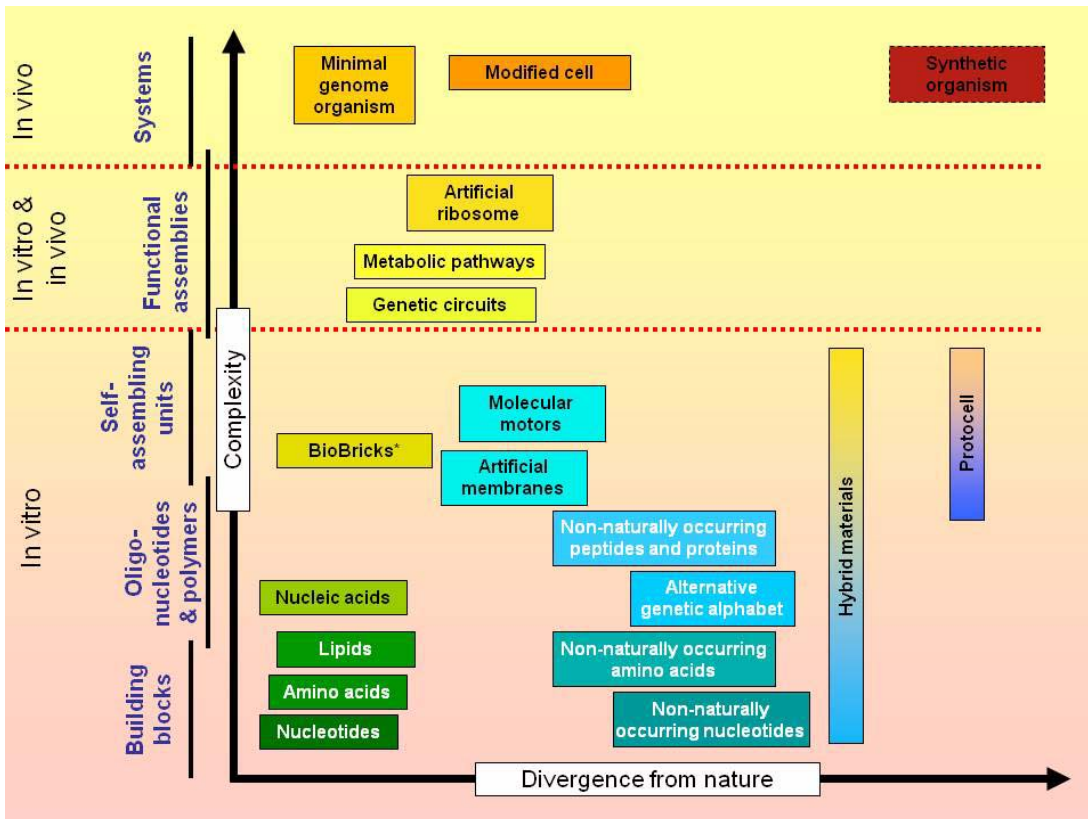 In vivo
Systems
Minimal
genome
organism
Modified cell
Synthetic
organism
In vitro &
in vivo
Functional
assemblies
Artificial
ribosome
Metabolic pathways
Genetic circuits
Complexity
In vitro
Self-
assembling
units
Molecular
motors
BioBricks*
Artificial
membranes
Hybrid materials
Protocell
Oligo-
nucleotides
& polymers
Non-naturally occurring
peptides and proteins
Nucleic acids
Alternative
genetic alphabet
Building
blocks
Lipids
Non-naturally occurring
amino acids
Amino acids
Nucleotides
Non-naturally
occurring nucleotides
Divergence from nature